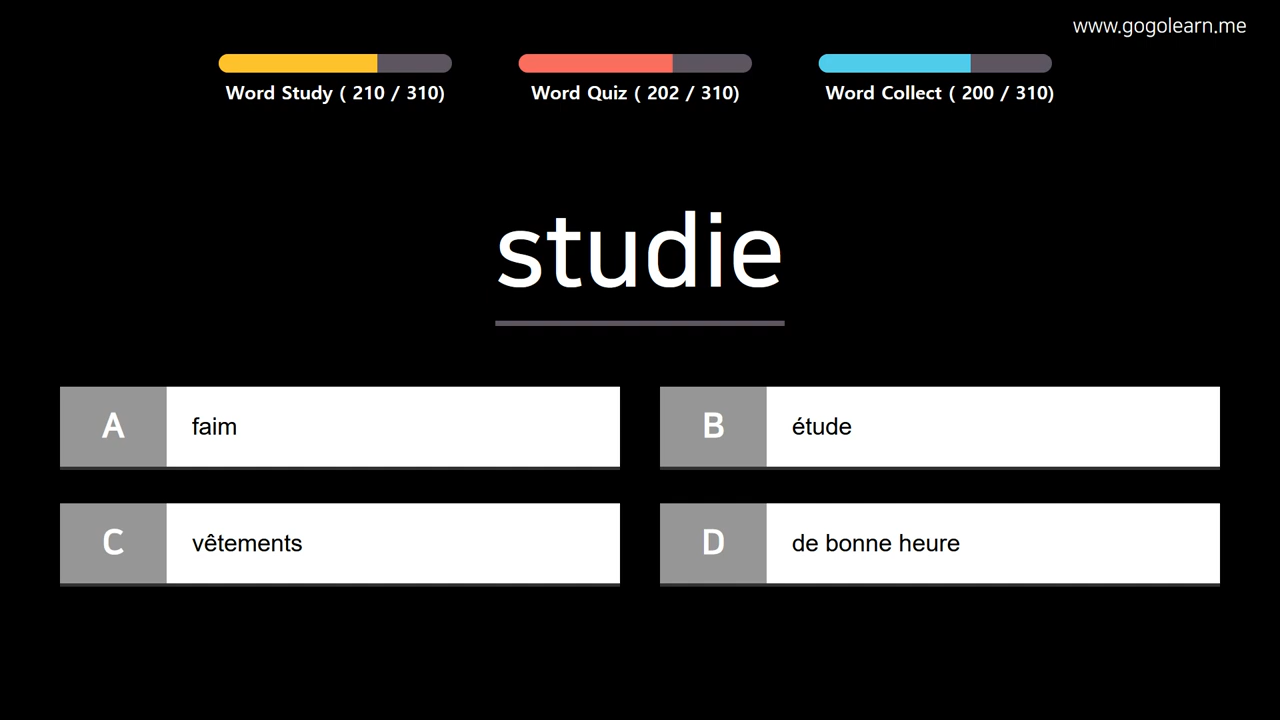 www.gogolearn.me
Word Study ( 210 / 310)
Word Quiz ( 202 / 310)
Word Collect ( 200 / 310)
studie
A faim
B étude
C vêtements
D de bonne heure